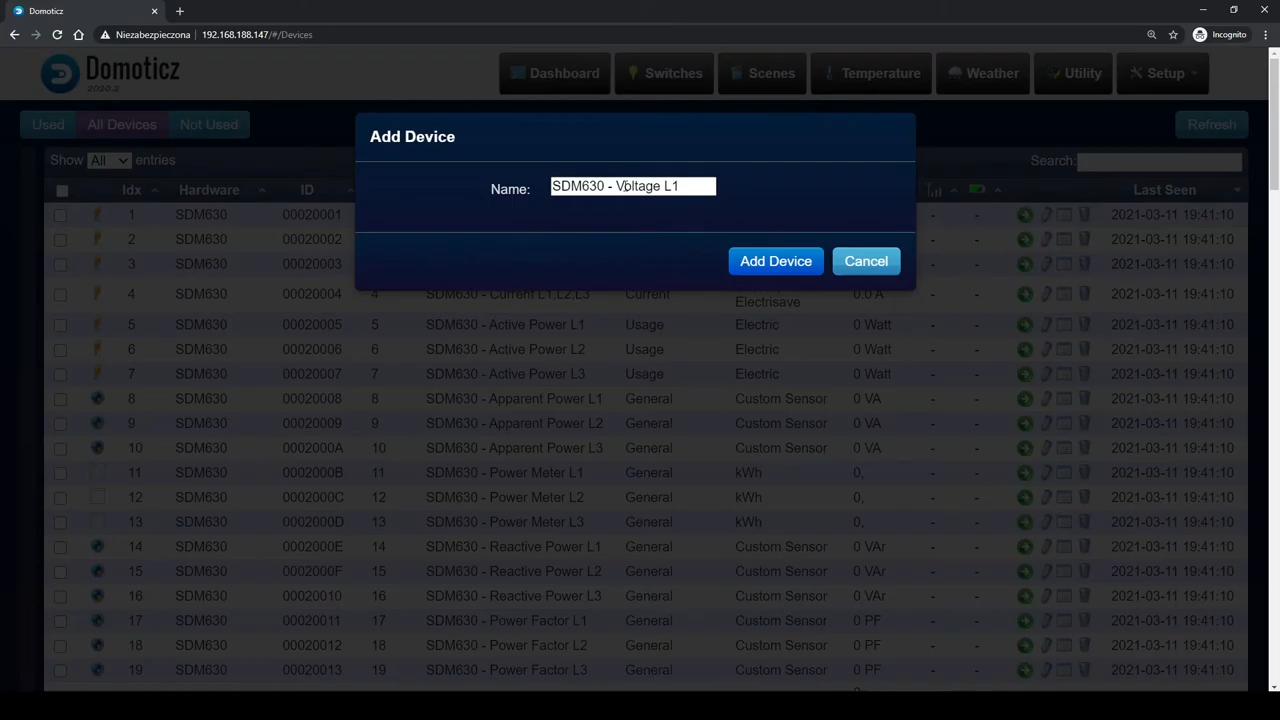 Domoticz
Niezabezpieczona 192.168.188.147/#/Devices Incognito
Domoticz
2020.2
Dashboard Switches Scenes Temperature Weather Utility Setup
Used All Devices Not Used Refresh
Add Device
Name: SDM630 - Voltage L1
Add Device Cancel
Show All entries Search:
Idx Hardware ID Last Seen
1 SDM630 00020001 2021-03-11 19:41:10
2 SDM630 00020002 2021-03-11 19:41:10
3 SDM630 00020003 2021-03-11 19:41:10
4 SDM630 00020004 4 SDM630 - Current L1,L2,L3 Current Electrisave 0.0 A - - 2021-03-11 19:41:10
5 SDM630 00020005 5 SDM630 - Active Power L1 Usage Electric 0 Watt - - 2021-03-11 19:41:10
6 SDM630 00020006 6 SDM630 - Active Power L2 Usage Electric 0 Watt - - 2021-03-11 19:41:10
7 SDM630 00020007 7 SDM630 - Active Power L3 Usage Electric 0 Watt - - 2021-03-11 19:41:10
8 SDM630 00020008 8 SDM630 - Apparent Power L1 General Custom Sensor 0 VA - - 2021-03-11 19:41:10
9 SDM630 00020009 9 SDM630 - Apparent Power L2 General Custom Sensor 0 VA - - 2021-03-11 19:41:10
10 SDM630 0002000A 10 SDM630 - Apparent Power L3 General Custom Sensor 0 VA - - 2021-03-11 19:41:10
11 SDM630 0002000B 11 SDM630 - Power Meter L1 General kWh 0, - - 2021-03-11 19:41:10
12 SDM630 0002000C 12 SDM630 - Power Meter L2 General kWh 0, - - 2021-03-11 19:41:10
13 SDM630 0002000D 13 SDM630 - Power Meter L3 General kWh 0, - - 2021-03-11 19:41:10
14 SDM630 0002000E 14 SDM630 - Reactive Power L1 General Custom Sensor 0 VAr - - 2021-03-11 19:41:10
15 SDM630 0002000F 15 SDM630 - Reactive Power L2 General Custom Sensor 0 VAr - - 2021-03-11 19:41:10
16 SDM630 00020010 16 SDM630 - Reactive Power L3 General Custom Sensor 0 VAr - - 2021-03-11 19:41:10
17 SDM630 00020011 17 SDM630 - Power Factor L1 General Custom Sensor 0 PF - - 2021-03-11 19:41:10
18 SDM630 00020012 18 SDM630 - Power Factor L2 General Custom Sensor 0 PF - - 2021-03-11 19:41:10
19 SDM630 00020013 19 SDM630 - Power Factor L3 General Custom Sensor 0 PF - - 2021-03-11 19:41:10